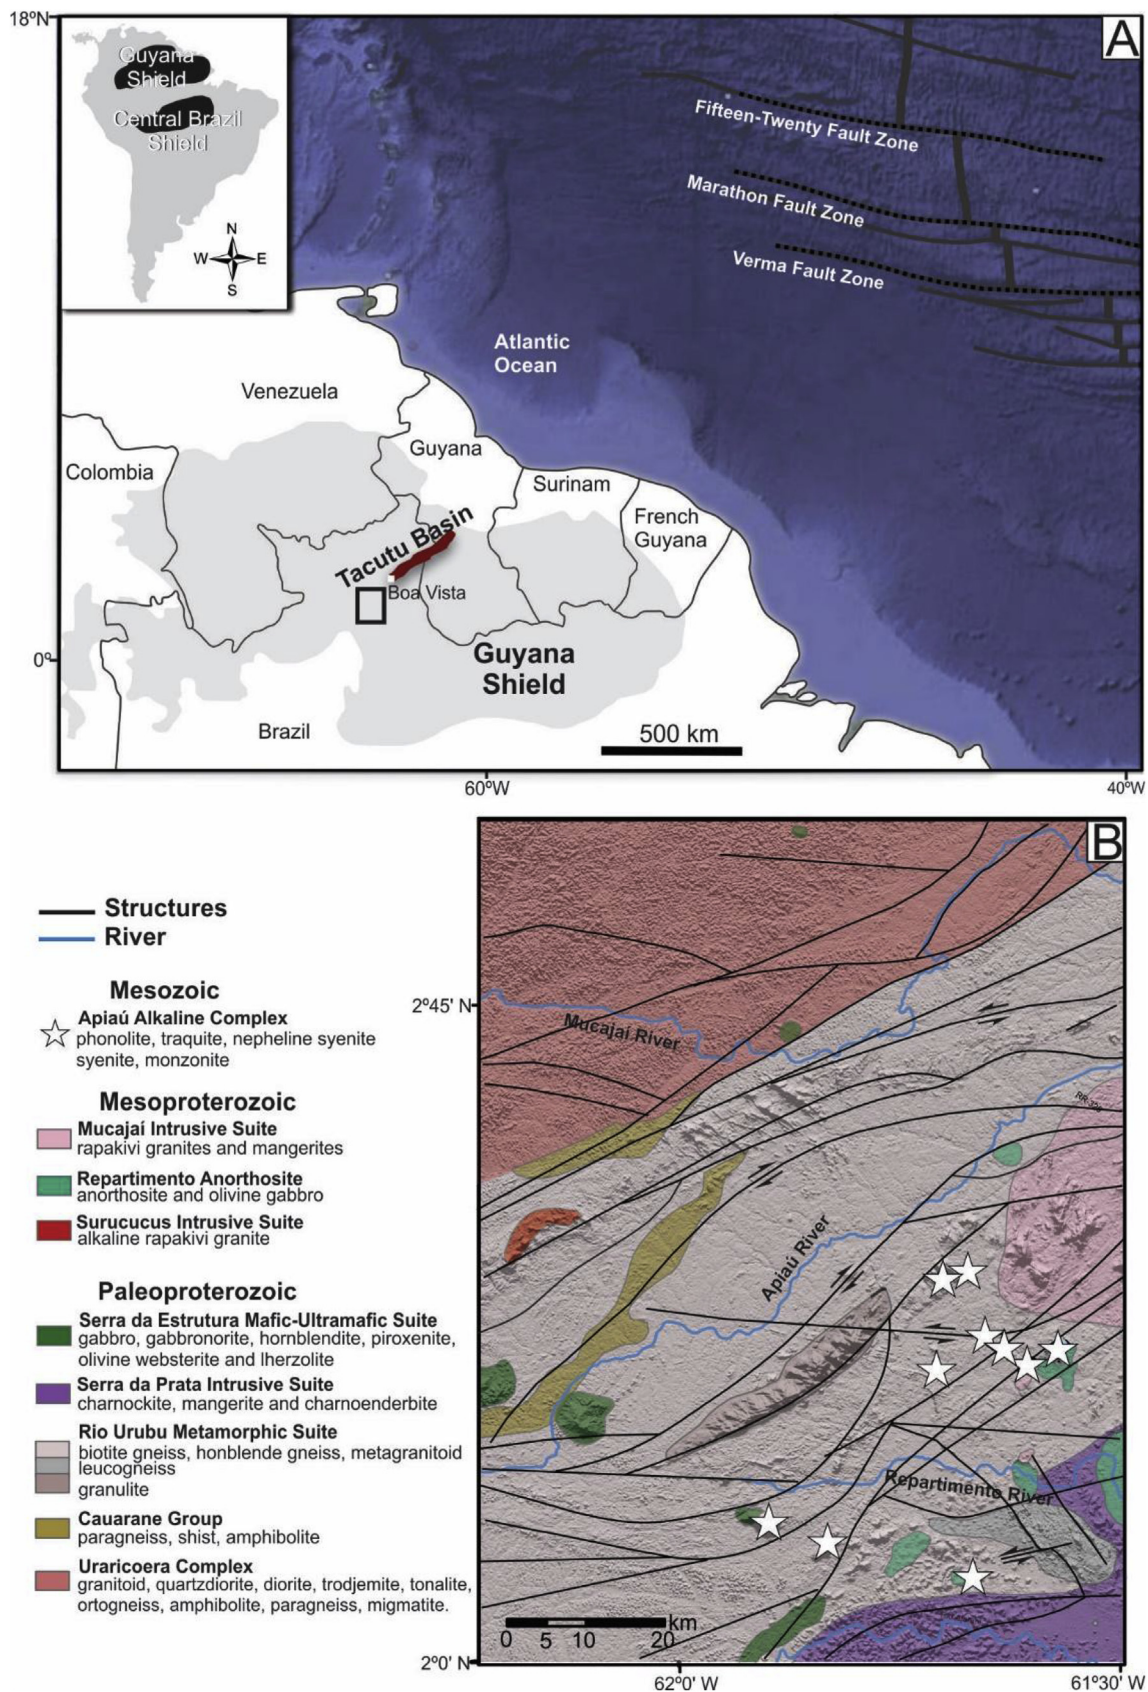 18ºN
A
Guyana
Shield
Central Brazil
Shield
N
W
E
S
Fifteen-Twenty Fault Zone
Marathon Fault Zone
Verma Fault Zone
Atlantic
Ocean
Venezuela
Colombia
Guyana
Surinam
French
Guyana
Tacutu Basin
Boa Vista
Guyana
Shield
0º
Brazil
500 km
60ºW
40ºW
B
Structures
River
Mesozoic
Apiaú Alkaline Complex
phonolite, traquite, nepheline syenite
syenite, monzonite
Mesoproterozoic
Mucajaí Intrusive Suite
rapakivi granites and mangerites
Repartimento Anorthosite
anorthosite and olivine gabbro
Surucucus Intrusive Suite
alkaline rapakivi granite
Paleoproterozoic
Serra da Estrutura Mafic-Ultramafic Suite
gabbro, gabbronorite, hornblendite, piroxenite,
olivine websterite and lherzolite
Serra da Prata Intrusive Suite
charnockite, mangerite and charnoenderbite
Rio Urubu Metamorphic Suite
biotite gneiss, honblende gneiss, metagranitoid
leucogneiss
granulite
Cauarane Group
paragneiss, shist, amphibolite
Uraricoera Complex
granitoid, quartzdiorite, diorite, trodjemite, tonalite,
ortogneiss, amphibolite, paragneiss, migmatite.
2º45' N
Mucajaí River
Apiaú River
Repartimento River
km
0 5 10 20
2º0' N
62º0' W
61º30' W